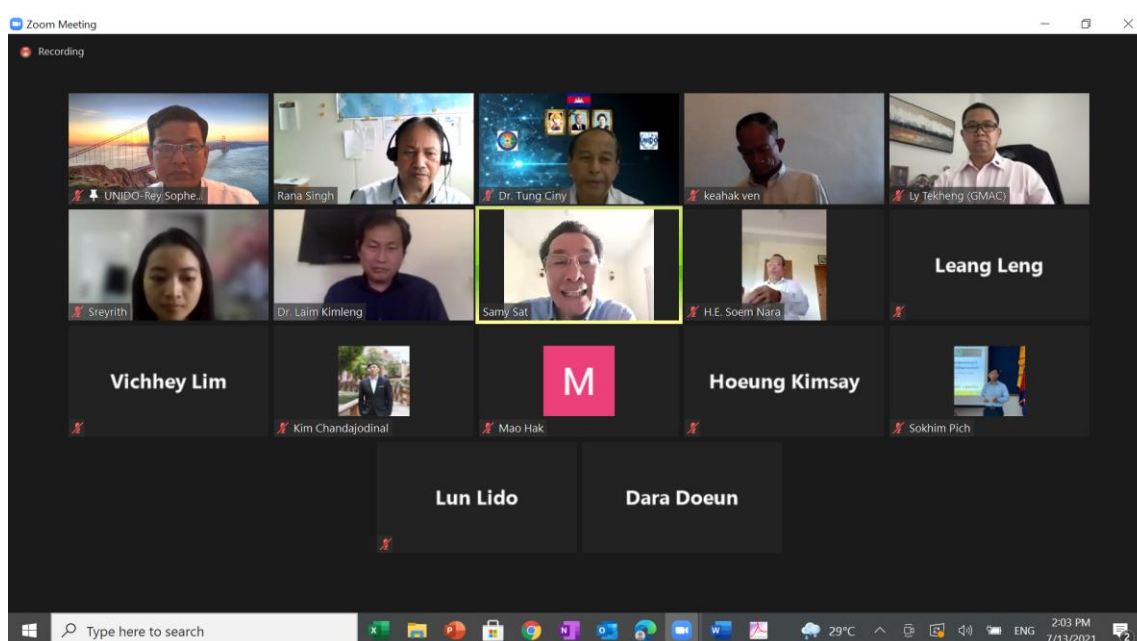 Zoom Meeting
Recording
UNIDO-Rey Sophe...
Rana Singh
Dr. Tung Ciny
keahak ven
Ly Tekheng (GMAC)
UNIDO
Sreyrith
Dr. Laim Kimleng
Samy Sat
H.E. Soem Nara
Leang Leng
Vichhey Lim
Kim Chandajodinal
M
Mao Hak
Hoeung Kimsay
Sokhim Pich
Lun Lido
Dara Doeun
Type here to search
29°C
ENG
2:03 PM
7/13/2021